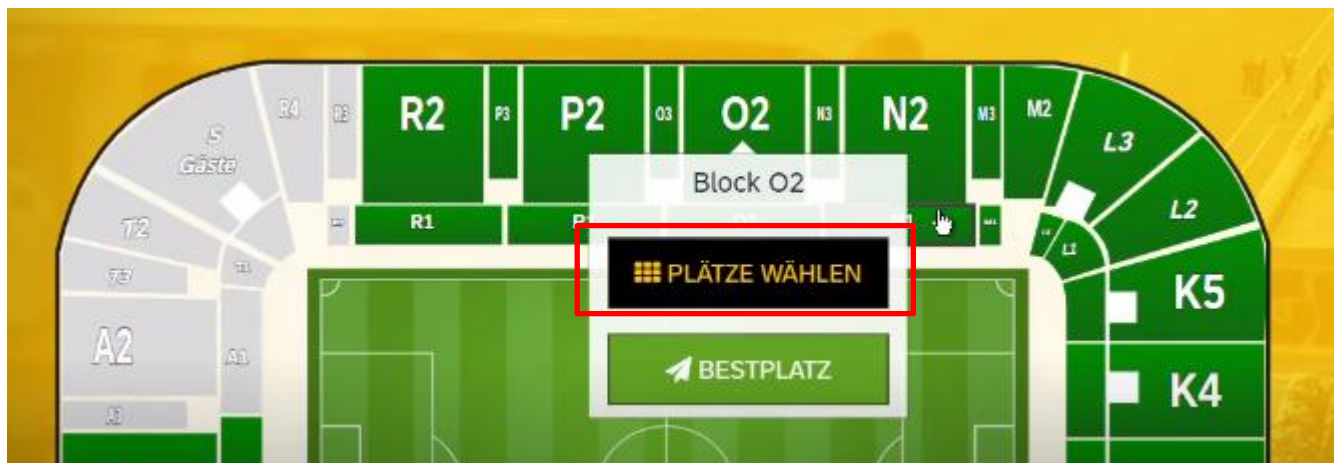 R4 R3 R2 P3 P2 O3 O2 N3 N2 M3 M2 L3
S
Gäste
Block O2
T2 R1 L1 L2
PLÄTZE WÄHLEN
T3 K5
A2 A1
BESTPLATZ
K4
A3